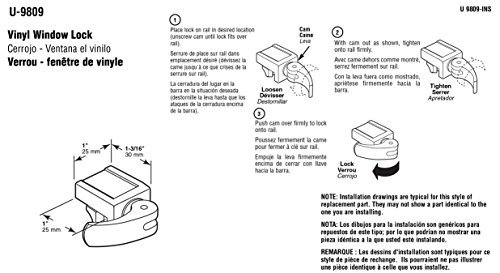 U-9809
U 9809-INS
Vinyl Window Lock
Cerrojo - Ventana el vinilo
Verrou - fenêtre de vinyle
1
Place lock on rail in desired location
(unscrew cam until lock fits over
rail).
Serrure de place sur rail dans
emplacement désiré (dévissez la
came jusqu'à ce que crises de la
serrure sur rail).
La cerradura del lugar en la
barra en la situación deseada
(destornille la leva hasta que los
ataques de la cerradura encima
de la barra).
Cam
Came
Leva
Loosen
Dévisser
Destornillar
2
With cam out as shown, tighten
onto rail firmly.
Avec came dehors comme montré,
serrez fermement sur rail.
Con la leva fuera como mostrado,
apriétese firmemente hacia la
barra.
Tighten
Serrer
Apretador
3
Push cam over firmly to lock
onto rail.
Poussez fermement la came
pour fermer à clé sur rail.
Empuje la leva firmemente
encima de cerrar con llave
hacia la barra.
Lock
Verrou
Cerrojo
1"
25 mm
1-3/16"
30 mm
1"
25 mm
NOTE: Installation drawings are typical for this style of
replacement part. They may not show a part identical to the
one you are installing.
NOTA: Los dibujos para la instalación son genéricos para
repuestos de este tipo; por lo que podrían no mostrar una
pieza idéntica a la que usted esté instalando.
REMARQUE : Les dessins d'installation sont typiques pour ce
style de pièce de rechange. Ils pourraient ne pas illustrer
une pièce identique à celle que vous installez.